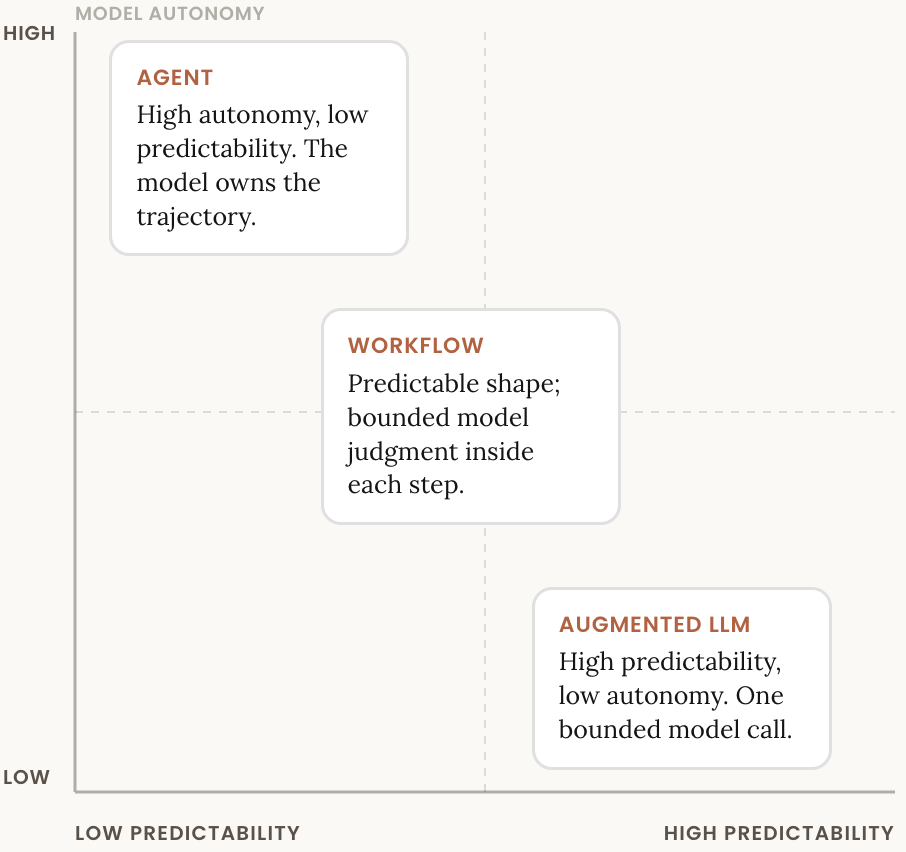 MODEL AUTONOMY
HIGH
AGENT
High autonomy, low
predictability. The
model owns the
trajectory.
WORKFLOW
Predictable shape;
bounded model
judgment inside
each step.
AUGMENTED LLM
High predictability,
low autonomy. One
bounded model call.
LOW
LOW PREDICTABILITY
HIGH PREDICTABILITY